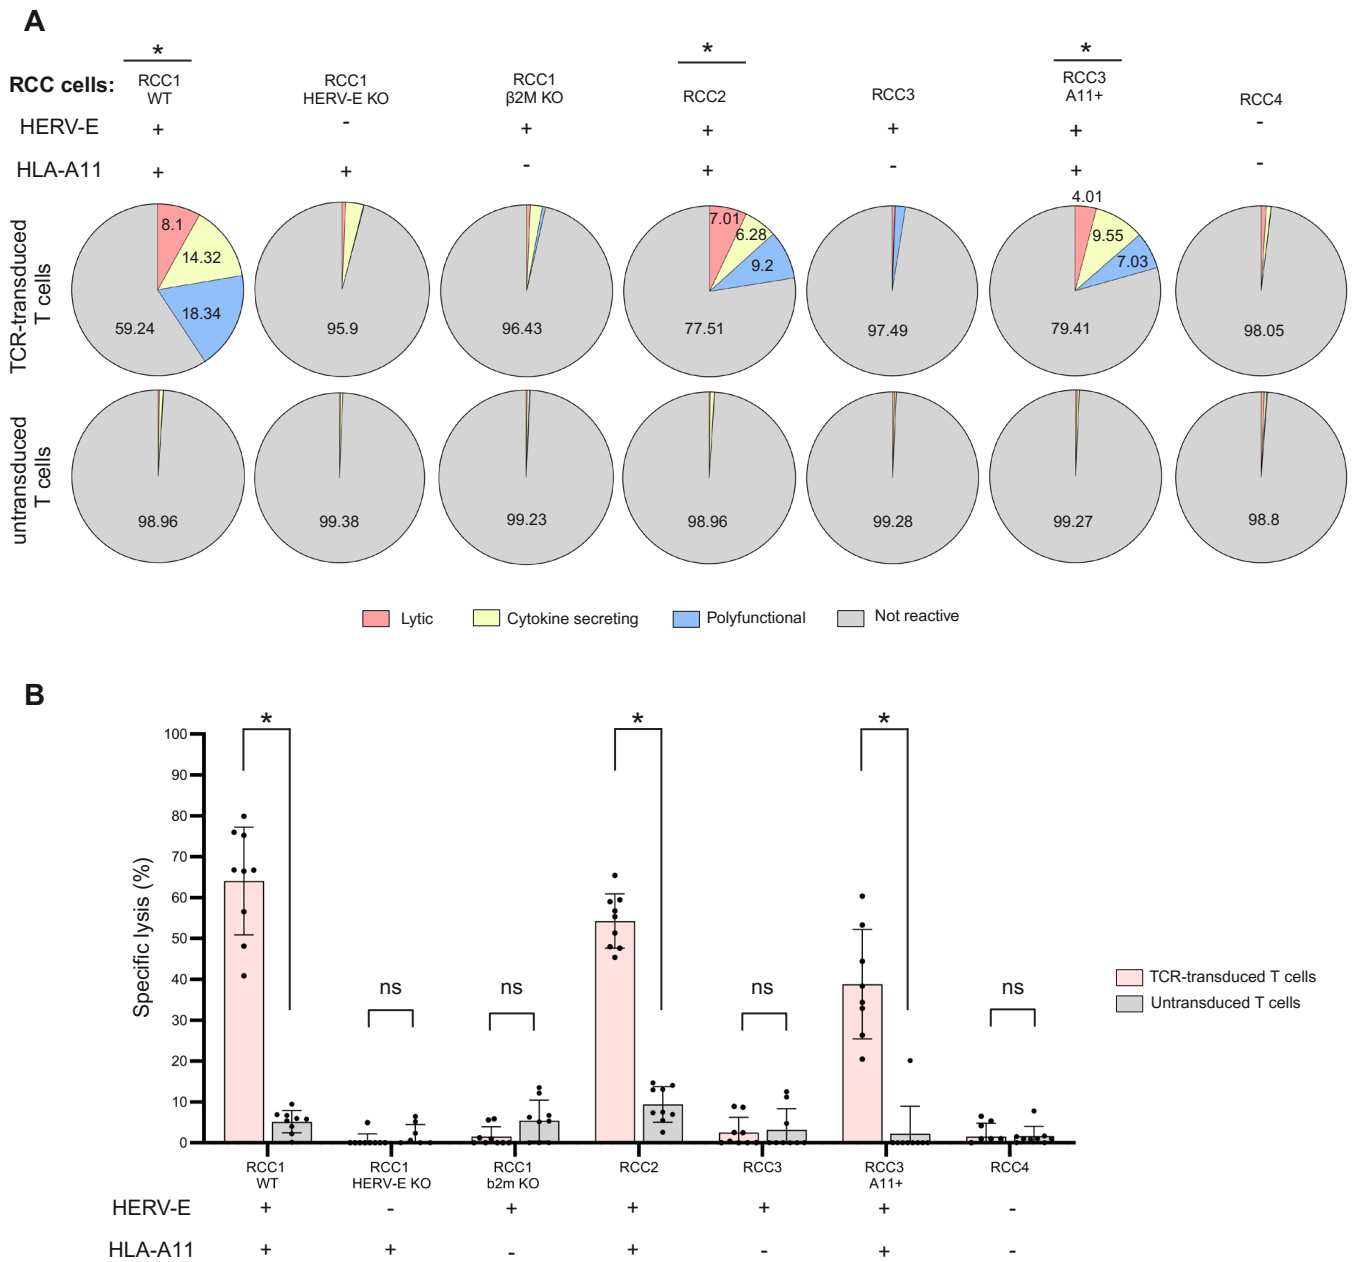 A
* * *
RCC cells: RCC1 RCC1 RCC1 RCC2 RCC3 RCC3 RCC4
WT HERV-E KO β2M KO A11+
HERV-E + - + + + + -
HLA-A11 + + - + - + -
TCR-transduced
T cells
8.1
14.32
18.34
59.24
95.9
96.43
7.01
6.28
9.2
77.51
97.49
4.01
9.55
7.03
79.41
98.05
untransduced
T cells
98.96 99.38 99.23 98.96 99.28 99.27 98.8
Lytic Cytokine secreting Polyfunctional Not reactive
B
* * *
Specific lysis (%)
100
90
80
70
60
50
40
30
20
10
0
ns ns ns ns
TCR-transduced T cells
Untransduced T cells
RCC1 RCC1 RCC1 RCC2 RCC3 RCC3 RCC4
WT HERV-E KO b2m KO A11+
HERV-E + - + + + + -
HLA-A11 + + - + - + -